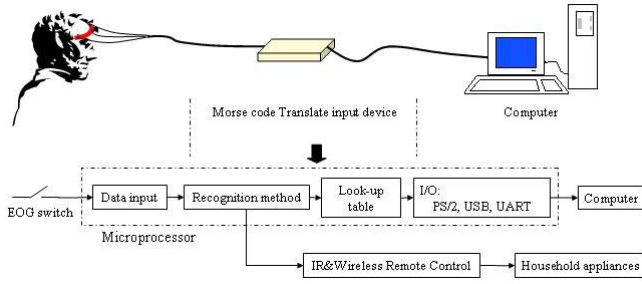 Morse code Translate input device
Computer
EOG switch
Data input
Recognition method
Look-up
table
I/O:
PS/2, USB, UART
Computer
Microprocessor
IR&Wireless Remote Control
Household appliances